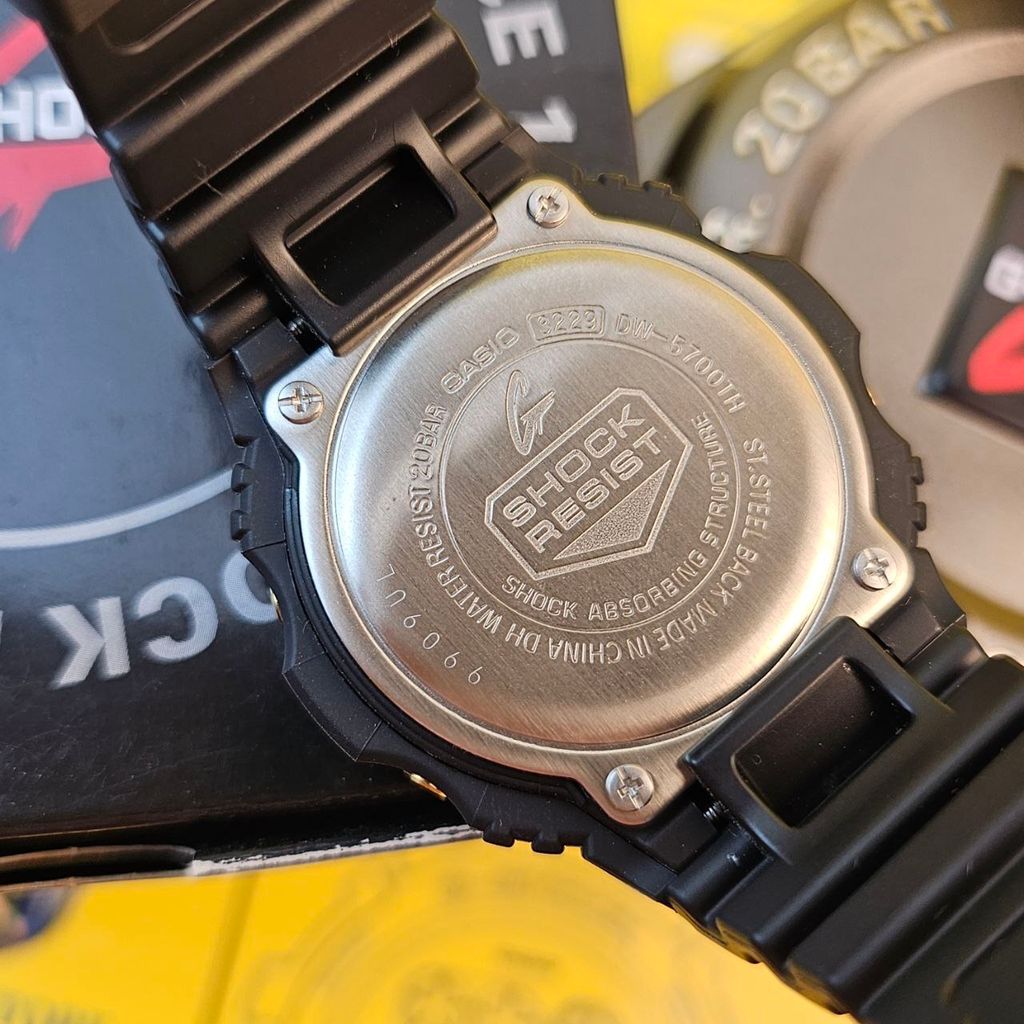 CASIO 3229 DW-5700TH
ST.STEEL BACK MADE IN CHINA DH WATER RESIST 20BAR
G
SHOCK
RESIST
SHOCK ABSORBING STRUCTURE
20BAR